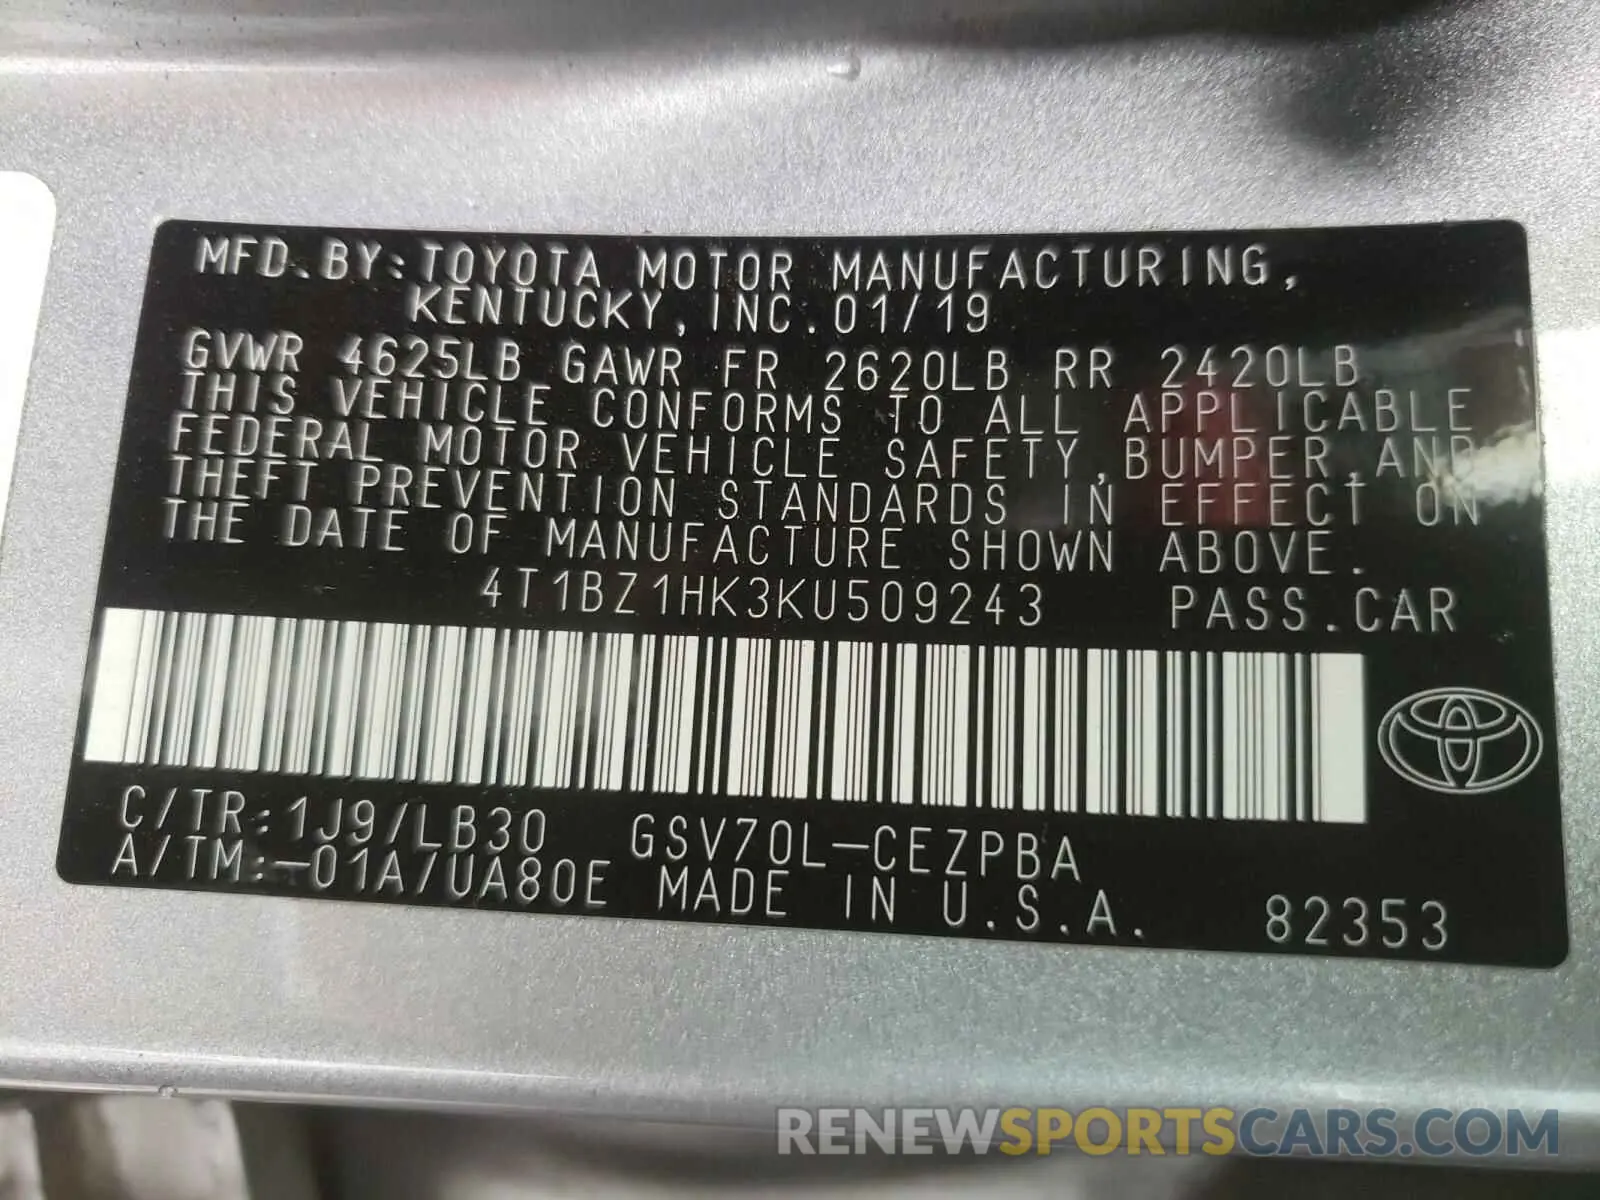 MFD.BY:TOYOTA MOTOR MANUFACTURING,
KENTUCKY,INC.01/19
GVWR 4625LB GAWR FR 2620LB RR 2420LB
THIS VEHICLE CONFORMS TO ALL APPLICABLE
FEDERAL MOTOR VEHICLE SAFETY,BUMPER,AND
THEFT PREVENTION STANDARDS IN EFFECT ON
THE DATE OF MANUFACTURE SHOWN ABOVE.
4T1BZ1HK3KU509243 PASS.CAR
C/TR:1J9/LB30 GSV70L-CEZPBA
A/TM:-01A/UA80E MADE IN U.S.A. 82353
RENEWSPORTSCARS.COM